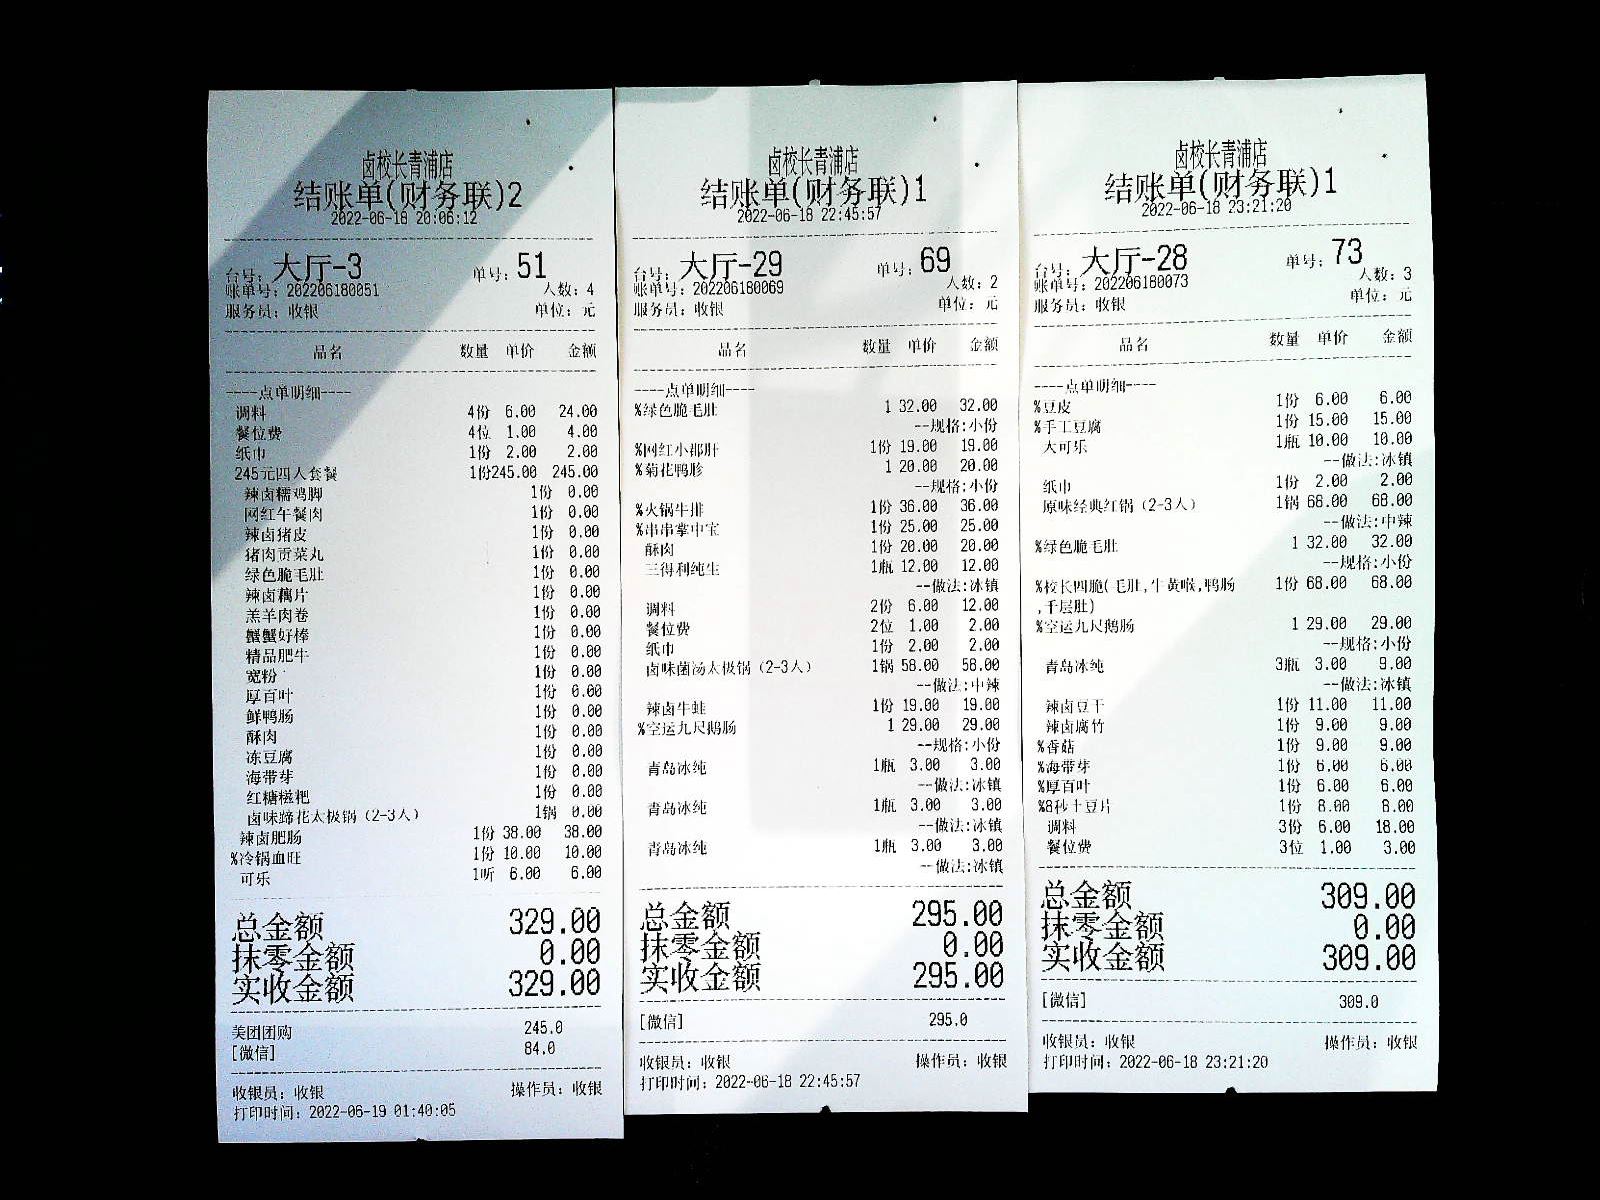 卤校长青浦店
结账单(财务联)2
2022-06-18 20:06:12
台号: 大厅-3 单号: 51
账单号: 202206180051 人数: 4
服务员: 收银 单位: 元
品名 数量 单价 金额
----点单明细----
调料 4份 6.00 24.00
餐位费 4位 1.00 4.00
纸巾 1份 2.00 2.00
245元四人套餐 1份245.00 245.00
辣卤糯鸡脚 1份 0.00
网红午餐肉 1份 0.00
辣卤猪皮 1份 0.00
猪肉贡菜丸 1份 0.00
绿色脆毛肚 1份 0.00
辣卤藕片 1份 0.00
羔羊肉卷 1份 0.00
蟹蟹好棒 1份 0.00
精品肥牛 1份 0.00
宽粉 1份 0.00
厚百叶 1份 0.00
鲜鸭肠 1份 0.00
酥肉 1份 0.00
冻豆腐 1份 0.00
海带芽 1份 0.00
红糖糍粑 1份 0.00
卤味蹄花太极锅（2-3人） 1锅 0.00
辣卤肥肠 1份 38.00 38.00
%冷锅血旺 1份 10.00 10.00
可乐 1听 6.00 6.00
总金额 329.00
抹零金额 0.00
实收金额 329.00
美团团购 245.0
[微信] 84.0
收银员: 收银 操作员: 收银
打印时间: 2022-06-19 01:40:05
卤校长青浦店
结账单(财务联)1
2022-06-18 22:45:57
台号: 大厅-29 单号: 69
账单号: 202206180069 人数: 2
服务员: 收银 单位: 元
品名 数量 单价 金额
----点单明细----
%绿色脆毛肚 1 32.00 32.00
--规格:小份
%网红小郡肝 1份 19.00 19.00
%菊花鸭胗 1 20.00 20.00
--规格:小份
%火锅牛排 1份 36.00 36.00
%串串掌中宝 1份 25.00 25.00
酥肉 1份 20.00 20.00
三得利纯生 1瓶 12.00 12.00
--做法:冰镇
调料 2份 6.00 12.00
餐位费 2位 1.00 2.00
纸巾 1份 2.00 2.00
卤味菌汤太极锅（2-3人） 1锅 58.00 58.00
--做法:中辣
辣卤牛蛙 1份 19.00 19.00
%空运九尺鹅肠 1 29.00 29.00
--规格:小份
青岛冰纯 1瓶 3.00 3.00
--做法:冰镇
青岛冰纯 1瓶 3.00 3.00
--做法:冰镇
青岛冰纯 1瓶 3.00 3.00
--做法:冰镇
总金额 295.00
抹零金额 0.00
实收金额 295.00
[微信] 295.0
收银员: 收银 操作员: 收银
打印时间: 2022-06-18 22:45:57
卤校长青浦店
结账单(财务联)1
2022-06-18 23:21:20
台号: 大厅-28 单号: 73
账单号: 202206180073 人数: 3
服务员: 收银 单位: 元
品名 数量 单价 金额
----点单明细----
%豆皮 1份 6.00 6.00
%手工豆腐 1份 15.00 15.00
大可乐 1瓶 10.00 10.00
--做法:冰镇
纸巾 1份 2.00 2.00
原味经典红锅（2-3人） 1锅 68.00 68.00
--做法:中辣
%绿色脆毛肚 1 32.00 32.00
--规格:小份
%校长四脆(毛肚,牛黄喉,鸭肠 1份 68.00 68.00
,千层肚)
%空运九尺鹅肠 1 29.00 29.00
--规格:小份
青岛冰纯 3瓶 3.00 9.00
--做法:冰镇
辣卤豆干 1份 11.00 11.00
辣卤腐竹 1份 9.00 9.00
%香菇 1份 9.00 9.00
%海带芽 1份 6.00 6.00
%厚百叶 1份 6.00 6.00
%8秒土豆片 1份 8.00 8.00
调料 3份 6.00 18.00
餐位费 3位 1.00 3.00
总金额 309.00
抹零金额 0.00
实收金额 309.00
[微信] 309.0
收银员: 收银 操作员: 收银
打印时间: 2022-06-18 23:21:20